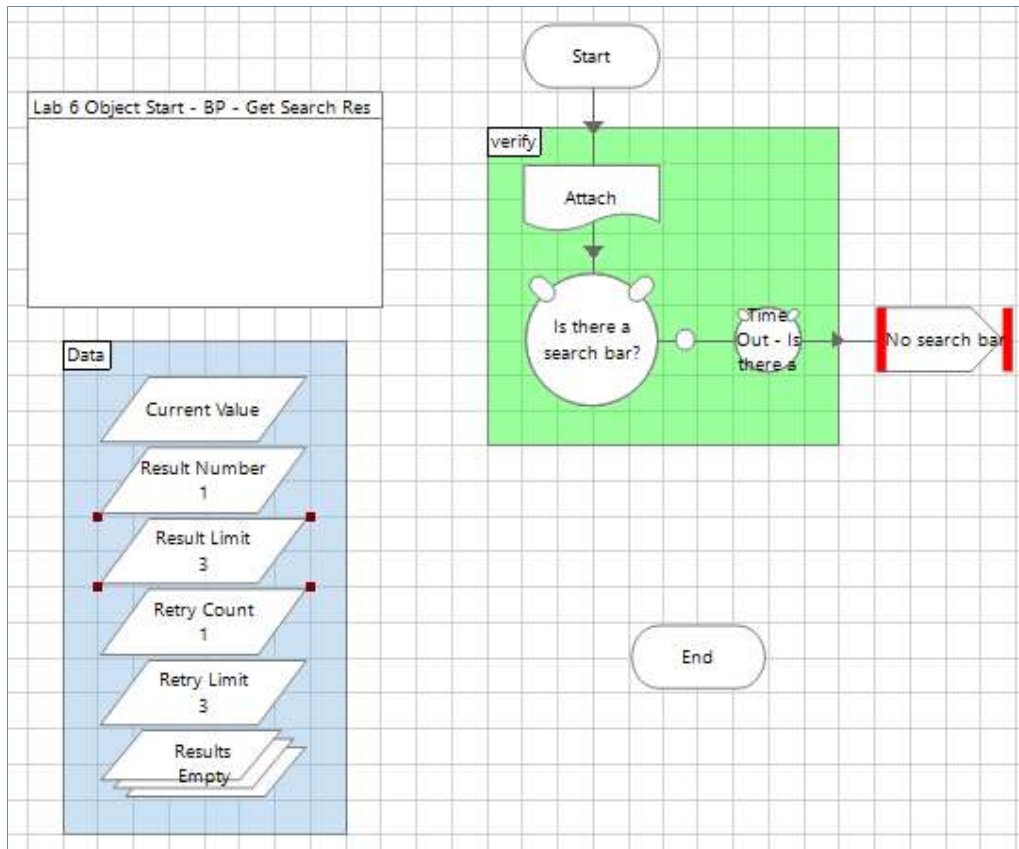 Start
Lab 6 Object Start - BP - Get Search Res
verify
Attach
Is there a
search bar?
Time
Out - Is
there a
No search bar
Data
Current Value
Result Number
1
Result Limit
3
Retry Count
1
Retry Limit
3
Results
Empty
End